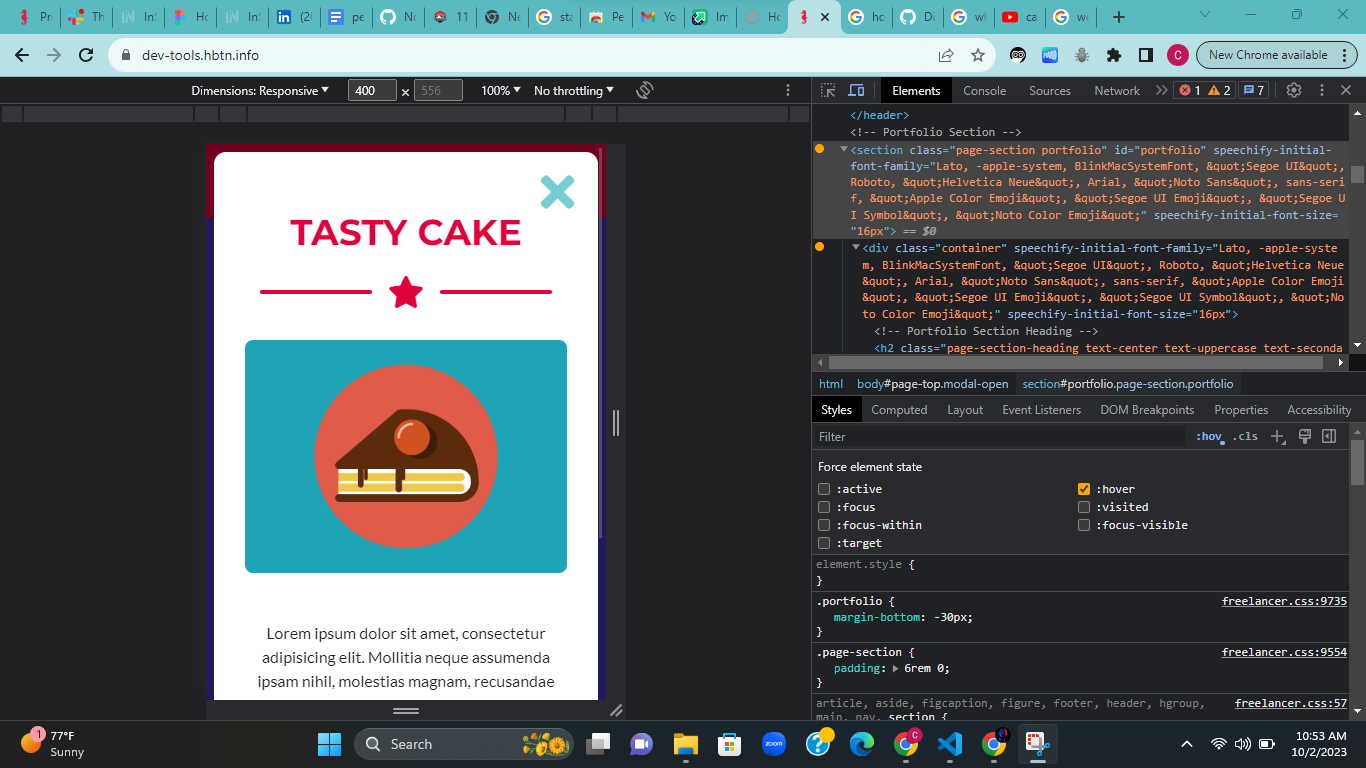 Pr
Th
InS
Ho
InS
(20
pe
No
11
Ne
sta
Pe
Yo
Im
Ho
ho
Di
wl
ca
we
dev-tools.hbtn.info
C
New Chrome available
Dimensions: Responsive
400
×
556
100%
No throttling
Elements
Console
Sources
Network
1
2
7
</header>
<!-- Portfolio Section -->
<section class="page-section portfolio" id="portfolio" speechify-initial-
font-family="Lato, -apple-system, BlinkMacSystemFont, &quot;Segoe UI&quot;,
Roboto, &quot;Helvetica Neue&quot;, Arial, &quot;Noto Sans&quot;, sans-seri
f, &quot;Apple Color Emoji&quot;, &quot;Segoe UI Emoji&quot;, &quot;Segoe U
I Symbol&quot;, &quot;Noto Color Emoji&quot;" speechify-initial-font-size=
"16px"> == $0
<div class="container" speechify-initial-font-family="Lato, -apple-syste
m, BlinkMacSystemFont, &quot;Segoe UI&quot;, Roboto, &quot;Helvetica Neue
&quot;, Arial, &quot;Noto Sans&quot;, sans-serif, &quot;Apple Color Emoji
&quot;, &quot;Segoe UI Emoji&quot;, &quot;Segoe UI Symbol&quot;, &quot;No
to Color Emoji&quot;" speechify-initial-font-size="16px">
<!-- Portfolio Section Heading -->
<h2 class="page-section-heading text-center text-uppercase text-seconda
html
body#page-top.modal-open
section#portfolio.page-section.portfolio
Styles
Computed
Layout
Event Listeners
DOM Breakpoints
Properties
Accessibility
Filter
:hov
.cls
Force element state
:active
:hover
:focus
:visited
:focus-within
:focus-visible
:target
element.style {
}
.portfolio {
freelancer.css:9735
margin-bottom: -30px;
}
.page-section {
freelancer.css:9554
padding: 6rem 0;
}
article, aside, figcaption, figure, footer, header, hgroup,
freelancer.css:57
main, nav, section {
TASTY CAKE
Lorem ipsum dolor sit amet, consectetur
adipisicing elit. Mollitia neque assumenda
ipsam nihil, molestias magnam, recusandae
1
77°F
Sunny
Search
zoom
C
10:53 AM
10/2/2023